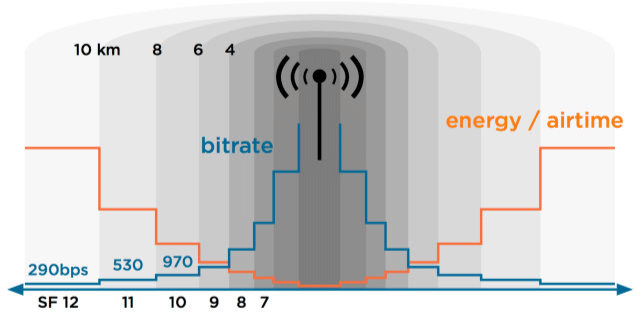 10 km 8 6 4
energy / airtime
bitrate
290bps 530 970
SF 12 11 10 9 8 7